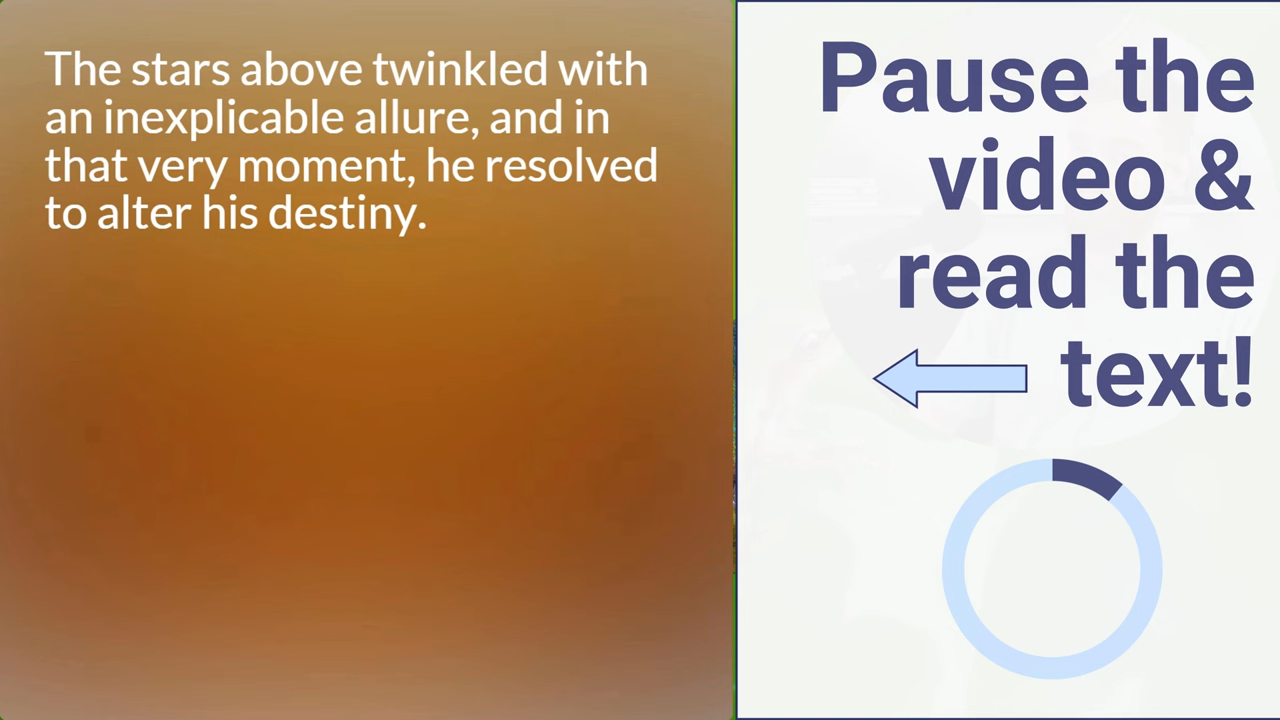 The stars above twinkled with
an inexplicable allure, and in
that very moment, he resolved
to alter his destiny.
Pause the
video &
read the
text!